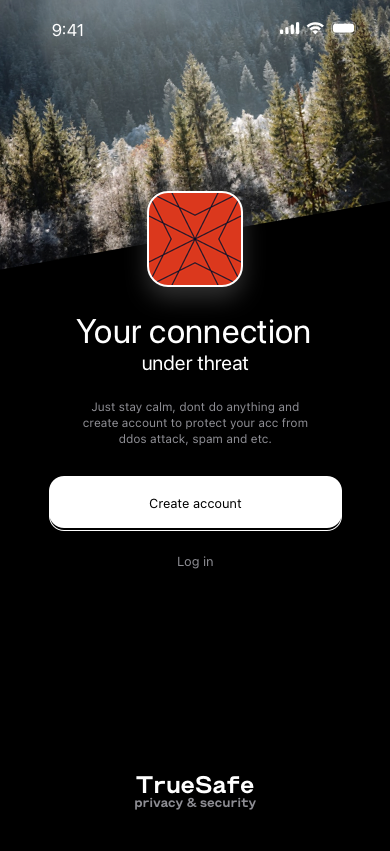 9:41
Your connection
under threat
Just stay calm, dont do anything and
create account to protect your acc from
ddos attack, spam and etc.
Create account
Log in
TrueSafe
privacy & security